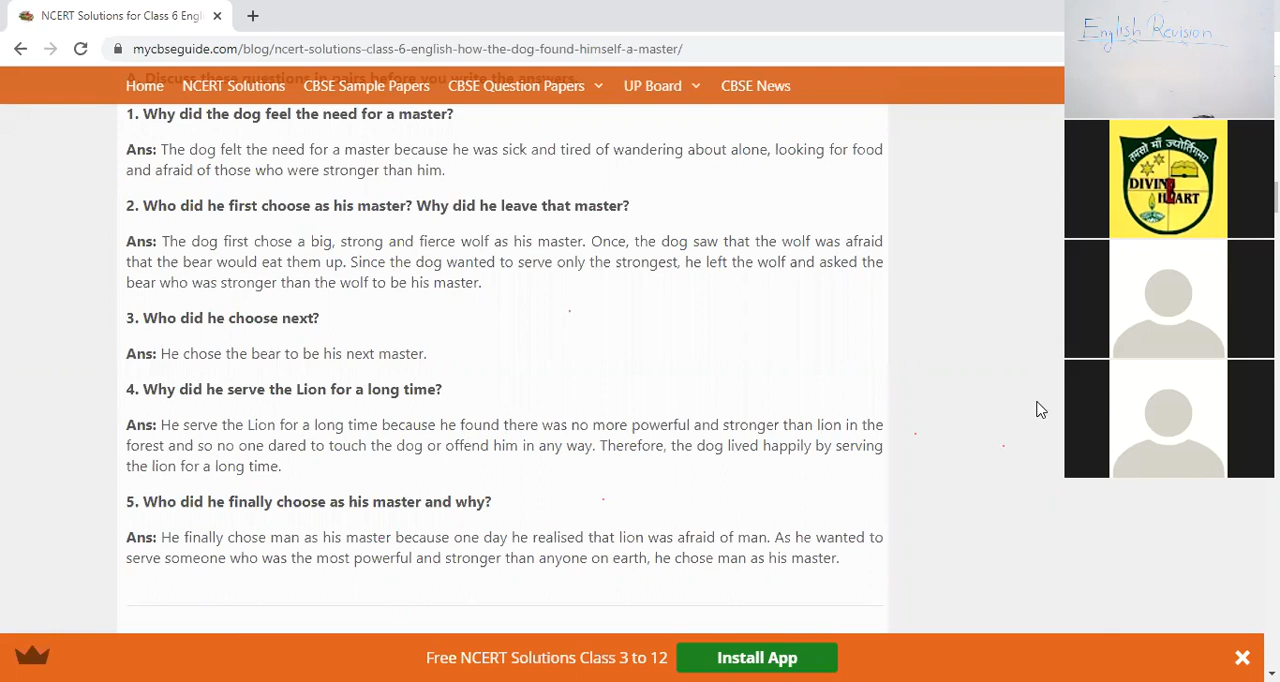 NCERT Solutions for Class 6 Engl
mycbseguide.com/blog/ncert-solutions-class-6-english-how-the-dog-found-himself-a-master/
English Revision
A. Discuss these questions in pairs before you write the answers.
Home NCERT Solutions CBSE Sample Papers CBSE Question Papers UP Board CBSE News
1. Why did the dog feel the need for a master?
Ans: The dog felt the need for a master because he was sick and tired of wandering about alone, looking for food
and afraid of those who were stronger than him.
2. Who did he first choose as his master? Why did he leave that master?
Ans: The dog first chose a big, strong and fierce wolf as his master. Once, the dog saw that the wolf was afraid
that the bear would eat them up. Since the dog wanted to serve only the strongest, he left the wolf and asked the
bear who was stronger than the wolf to be his master.
3. Who did he choose next?
Ans: He chose the bear to be his next master.
4. Why did he serve the Lion for a long time?
Ans: He serve the Lion for a long time because he found there was no more powerful and stronger than lion in the
forest and so no one dared to touch the dog or offend him in any way. Therefore, the dog lived happily by serving
the lion for a long time.
5. Who did he finally choose as his master and why?
Ans: He finally chose man as his master because one day he realised that lion was afraid of man. As he wanted to
serve someone who was the most powerful and stronger than anyone on earth, he chose man as his master.
तमसो माँ ज्योतिर्गमय
DIVINE
HEART
Free NCERT Solutions Class 3 to 12 Install App